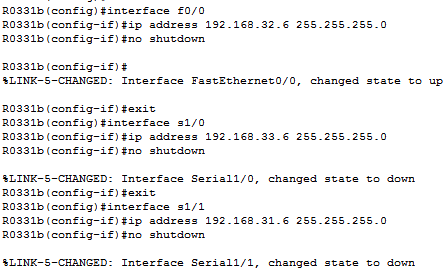 R0331b(config)#interface f0/0
R0331b(config-if)#ip address 192.168.32.6 255.255.255.0
R0331b(config-if)#no shutdown
R0331b(config-if)#
%LINK-5-CHANGED: Interface FastEthernet0/0, changed state to up
R0331b(config-if)#exit
R0331b(config)#interface s1/0
R0331b(config-if)#ip address 192.168.33.6 255.255.255.0
R0331b(config-if)#no shutdown
%LINK-5-CHANGED: Interface Serial1/0, changed state to down
R0331b(config-if)#exit
R0331b(config)#interface s1/1
R0331b(config-if)#ip address 192.168.31.6 255.255.255.0
R0331b(config-if)#no shutdown
%LINK-5-CHANGED: Interface Serial1/1, changed state to down